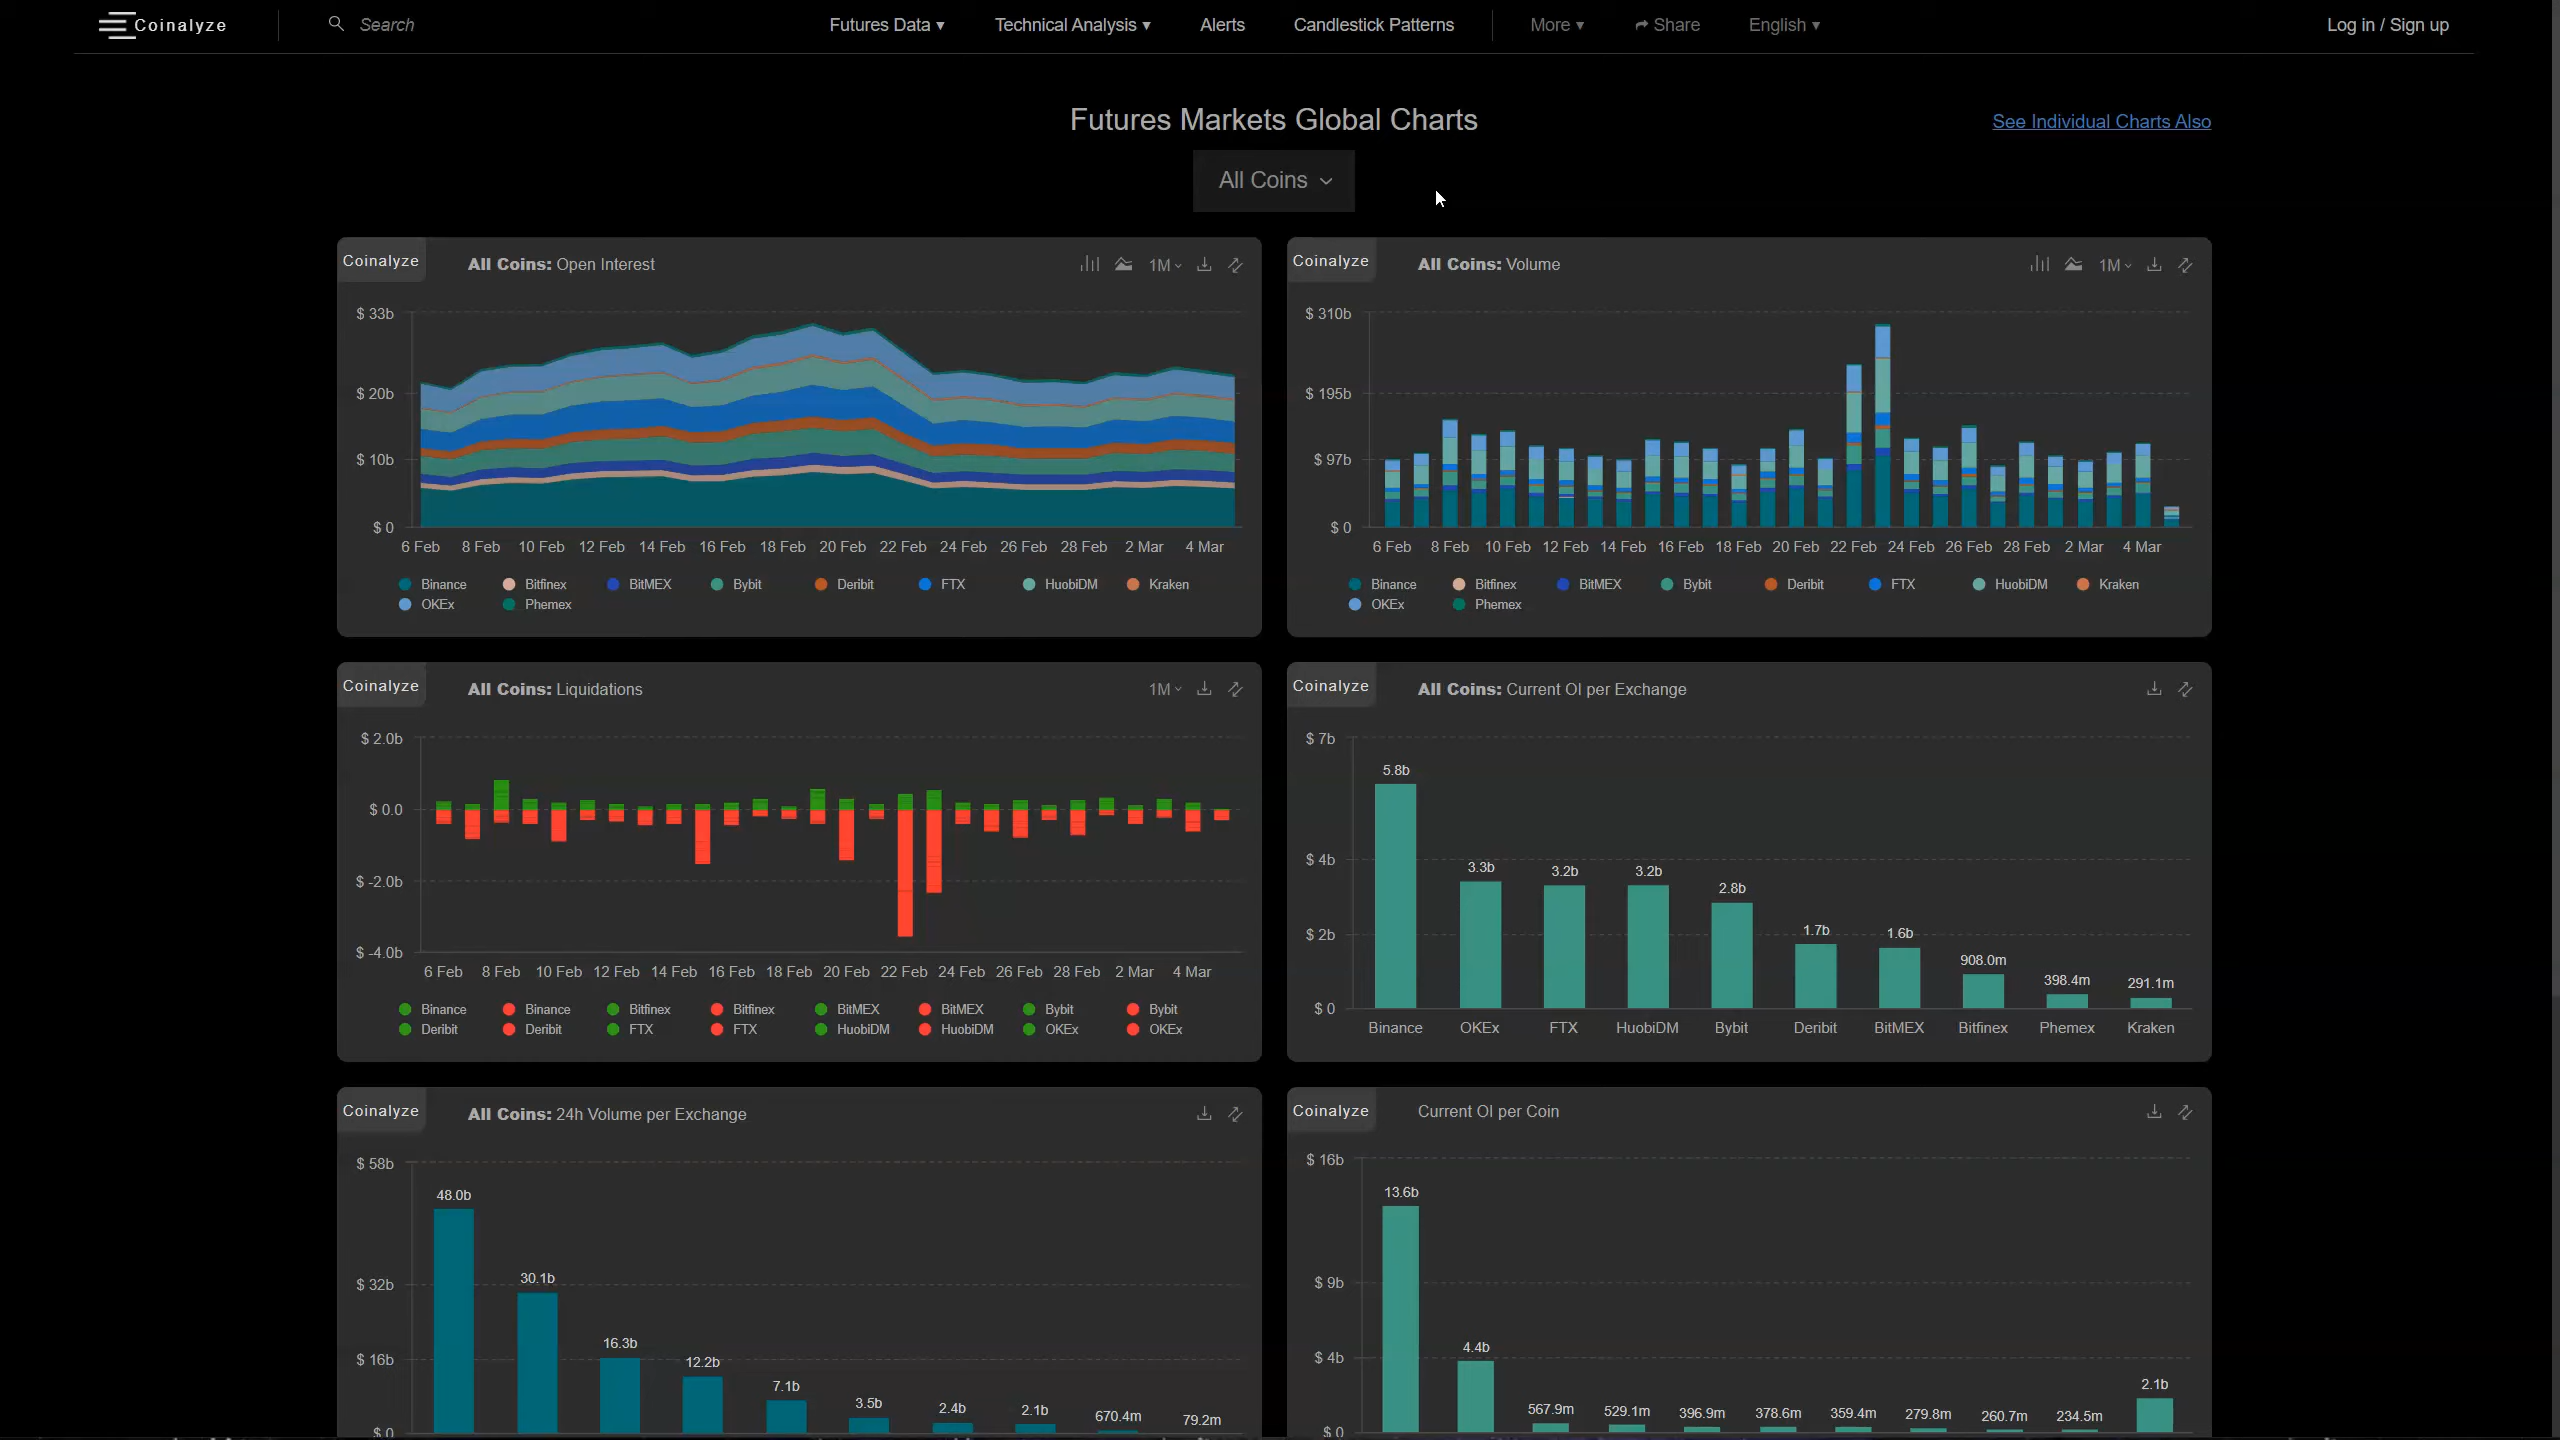 Coinalyze
Search
Futures Data ▾
Technical Analysis ▾
Alerts
Candlestick Patterns
More ▾
Share
English ▾
Log in / Sign up
Futures Markets Global Charts
See Individual Charts Also
All Coins
Coinalyze
All Coins: Open Interest
1M
$ 33b
$ 20b
$ 10b
$ 0
6 Feb 8 Feb 10 Feb 12 Feb 14 Feb 16 Feb 18 Feb 20 Feb 22 Feb 24 Feb 26 Feb 28 Feb 2 Mar 4 Mar
Binance Bitfinex BitMEX Bybit Deribit FTX HuobiDM Kraken
OKEx Phemex
Coinalyze
All Coins: Volume
1M
$ 310b
$ 195b
$ 97b
$ 0
6 Feb 8 Feb 10 Feb 12 Feb 14 Feb 16 Feb 18 Feb 20 Feb 22 Feb 24 Feb 26 Feb 28 Feb 2 Mar 4 Mar
Binance Bitfinex BitMEX Bybit Deribit FTX HuobiDM Kraken
OKEx Phemex
Coinalyze
All Coins: Liquidations
1M
$ 2.0b
$ 0.0
$ -2.0b
$ -4.0b
6 Feb 8 Feb 10 Feb 12 Feb 14 Feb 16 Feb 18 Feb 20 Feb 22 Feb 24 Feb 26 Feb 28 Feb 2 Mar 4 Mar
Binance Binance Bitfinex Bitfinex BitMEX BitMEX Bybit Bybit
Deribit Deribit FTX FTX HuobiDM HuobiDM OKEx OKEx
Coinalyze
All Coins: Current OI per Exchange
$ 7b
$ 4b
$ 2b
$ 0
5.8b 3.3b 3.2b 3.2b 2.8b 1.7b 1.6b 908.0m 398.4m 291.1m
Binance OKEx FTX HuobiDM Bybit Deribit BitMEX Bitfinex Phemex Kraken
Coinalyze
All Coins: 24h Volume per Exchange
$ 58b
$ 32b
$ 16b
$ 0
48.0b 30.1b 16.3b 12.2b 7.1b 3.5b 2.4b 2.1b 670.4m 79.2m
Coinalyze
Current OI per Coin
$ 16b
$ 9b
$ 4b
$ 0
13.6b 4.4b 567.9m 529.1m 396.9m 378.6m 359.4m 279.8m 260.7m 234.5m 2.1b